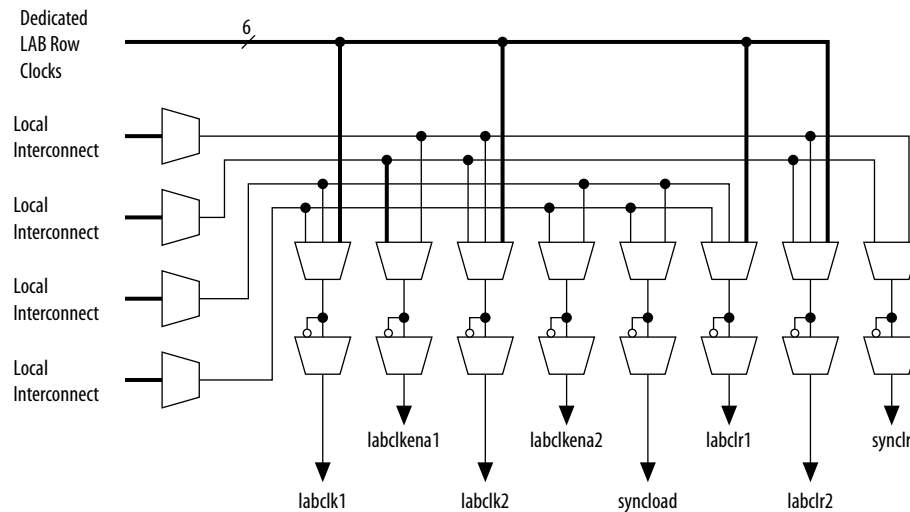 Dedicated
LAB Row
Clocks
6
Local
Interconnect
Local
Interconnect
Local
Interconnect
Local
Interconnect
labclkena1
labclkena2
labclr1
synclr
labclk1
labclk2
syncload
labclr2